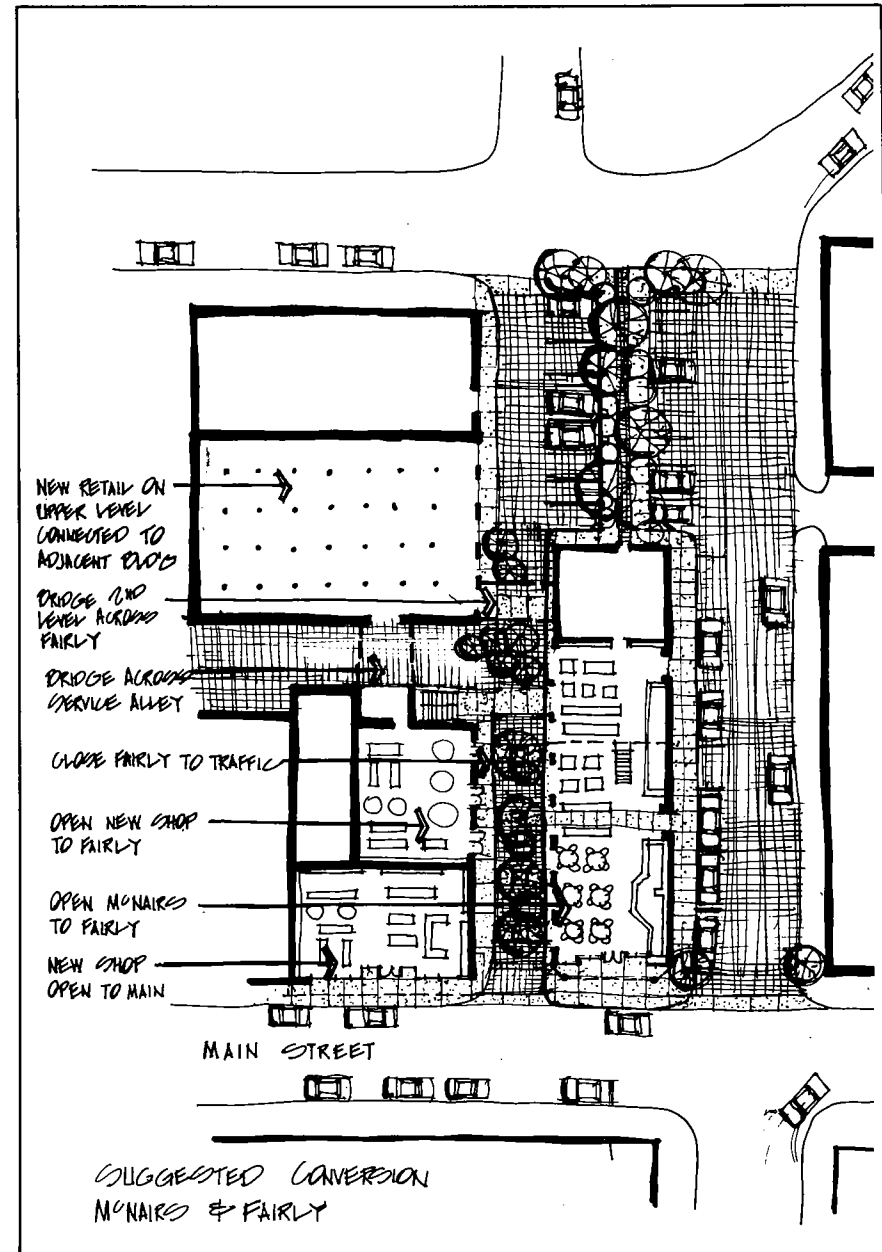 NEW RETAIL ON
UPPER LEVEL
CONNECTED TO
ADJACENT BLD'G
BRIDGE 2ND
LEVEL ACROSS
FAIRLY
BRIDGE ACROSS
SERVICE ALLEY
CLOSE FAIRLY TO TRAFFIC
OPEN NEW SHOP
TO FAIRLY
OPEN MCNAIRS
TO FAIRLY
NEW SHOP
OPEN TO MAIN
MAIN STREET
SUGGESTED CONVERSION
MCNAIRS & FAIRLY